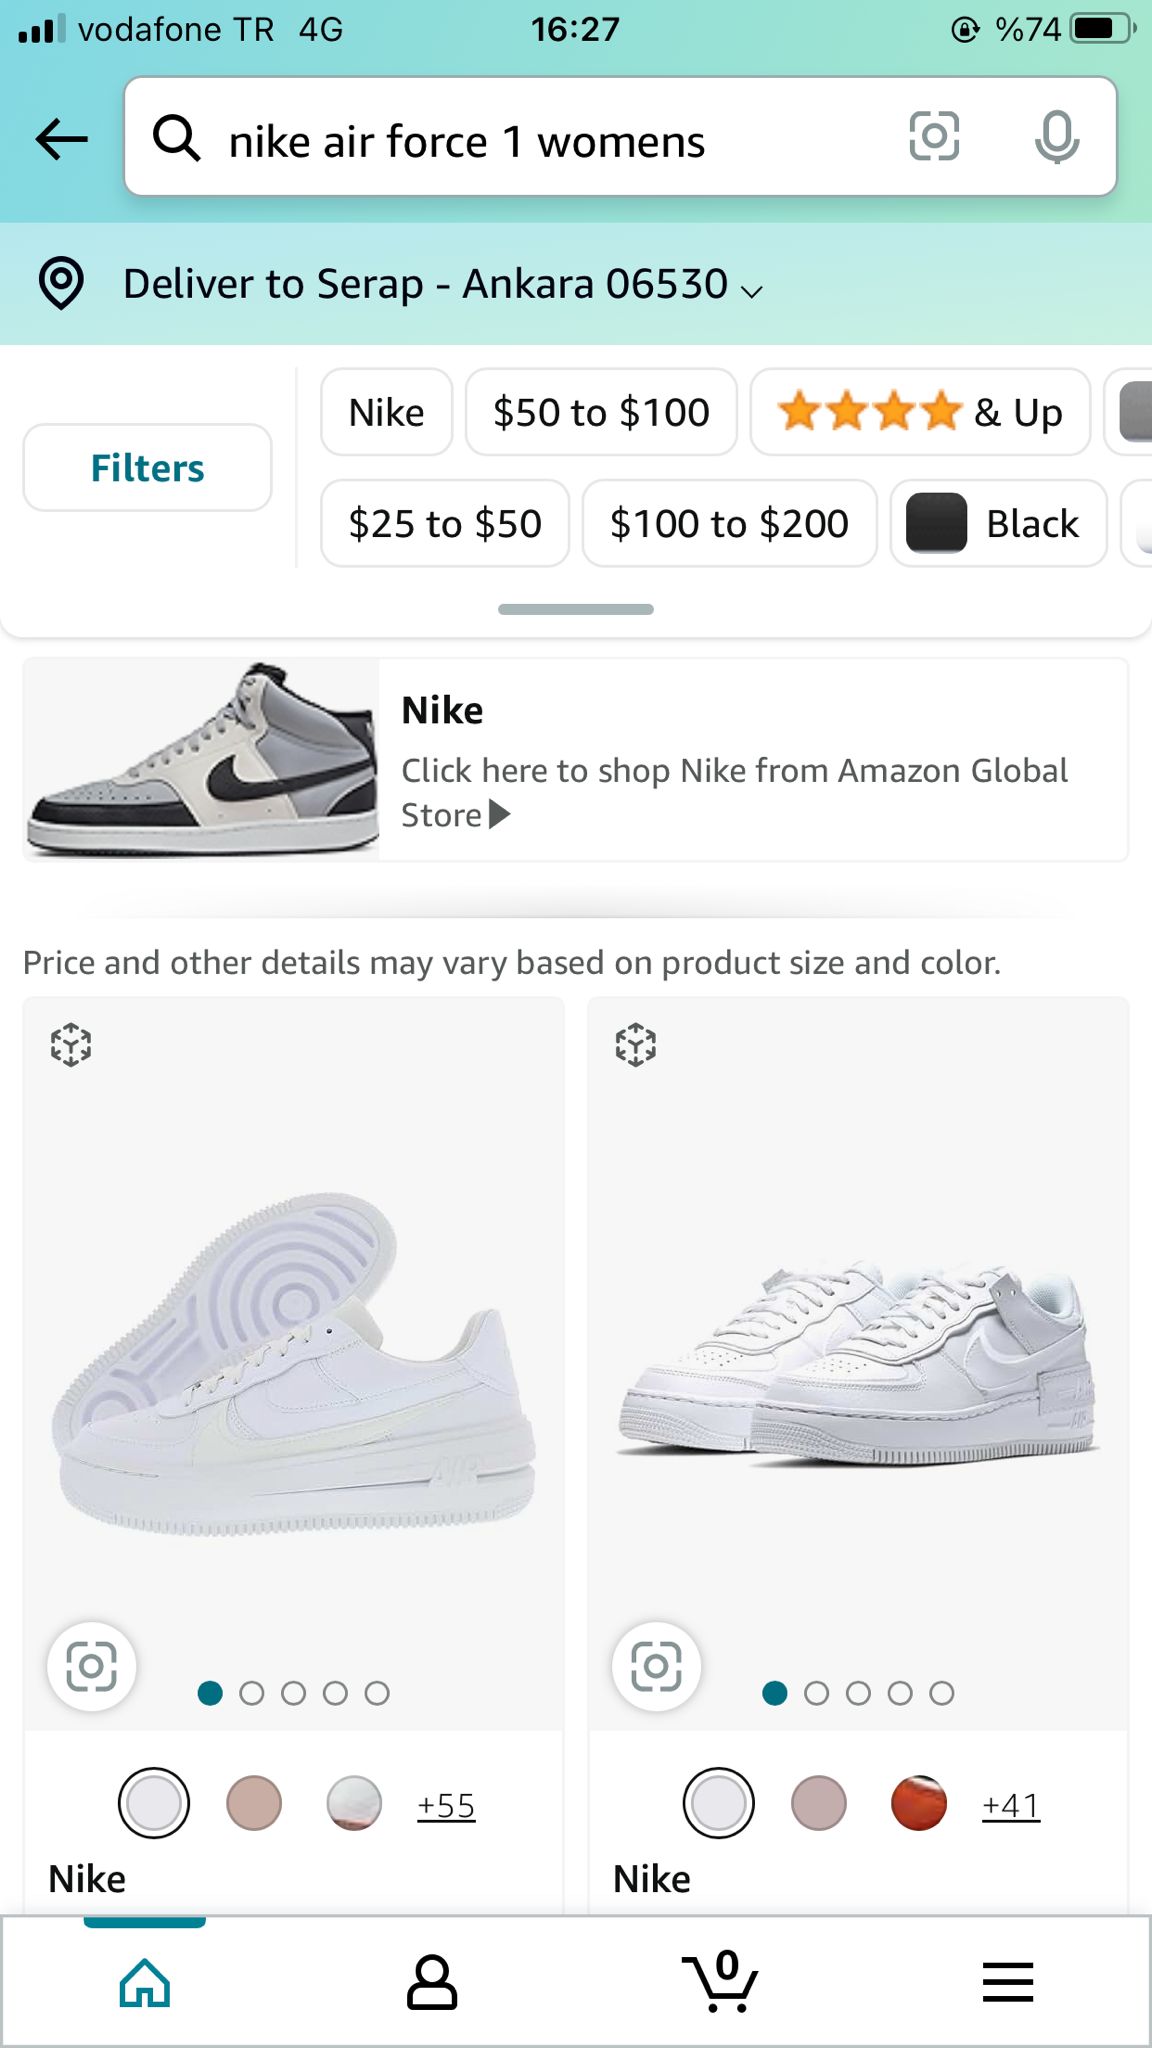 vodafone TR 4G 16:27 %74
nike air force 1 womens
Deliver to Serap - Ankara 06530
Filters
Nike
$50 to $100
& Up
$25 to $50
$100 to $200
Black
Nike
Click here to shop Nike from Amazon Global
Store▶
Price and other details may vary based on product size and color.
AIR
AIR
+55
+41
Nike
Nike
0